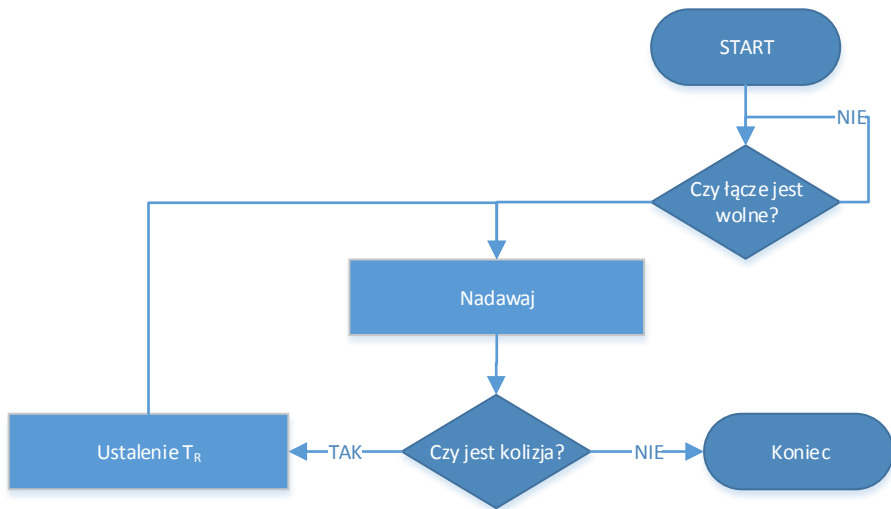 START
NIE
Czy łącze jest
wolne?
Nadawaj
Ustalenie TR
TAK
Czy jest kolizja?
NIE
Koniec